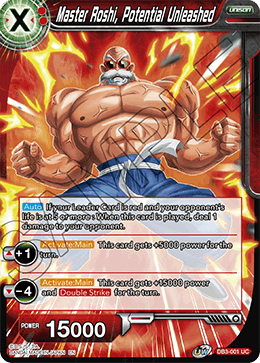 X
Master Roshi, Potential Unleashed
UNISON
Auto If your Leader Card is red and your opponent's
life is at 5 or more : When this card is played, deal 1
damage to your opponent.
+1 Activate:Main This card gets +5000 power for the
turn.
-4 Activate:Main This card gets +15000 power
and Double Strike for the turn.
POWER 15000
DB3-001 UC